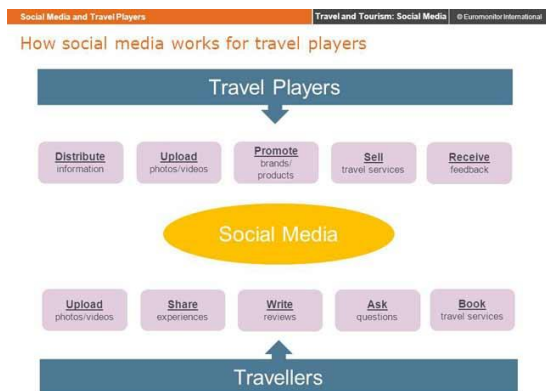 Social Media and Travel Players
Travel and Tourism: Social Media
© Euromonitor International
How social media works for travel players
Travel Players
Distribute
information
Upload
photos/videos
Promote
brands/
products
Sell
travel services
Receive
feedback
Social Media
Upload
photos/videos
Share
experiences
Write
reviews
Ask
questions
Book
travel services
Travellers